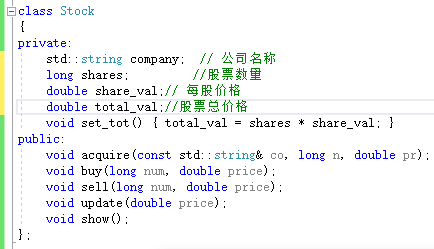 class Stock
{
private:
    std::string company;  // 公司名称
    long shares;        //股票数量
    double share_val;// 每股价格
    double total_val;//股票总价格
    void set_tot() { total_val = shares * share_val; }
public:
    void acquire(const std::string& co, long n, double pr);
    void buy(long num, double price);
    void sell(long num, double price);
    void update(double price);
    void show();
};